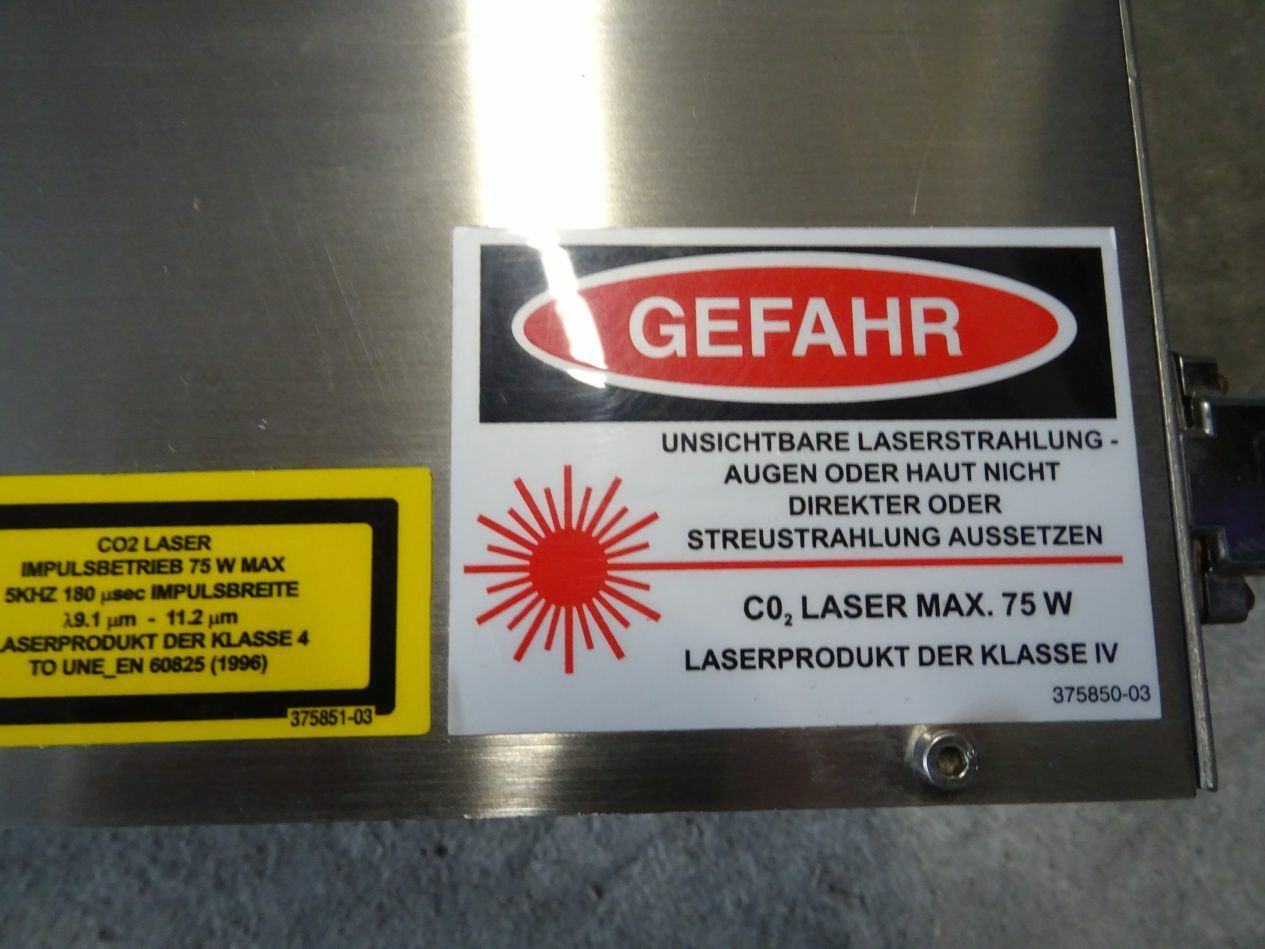 GEFAHR
UNSICHTBARE LASERSTRAHLUNG -
AUGEN ODER HAUT NICHT
DIREKTER ODER
STREUSTRAHLUNG AUSSETZEN
C0₂ LASER MAX. 75 W
LASERPRODUKT DER KLASSE IV
375850-03
CO2 LASER
IMPULSBETRIEB 75 W MAX
5KHZ 180 µsec IMPULSBREITE
λ9.1 µm - 11.2 µm
LASERPRODUKT DER KLASSE 4
TO UNE_EN 60825 (1996)
375851-03